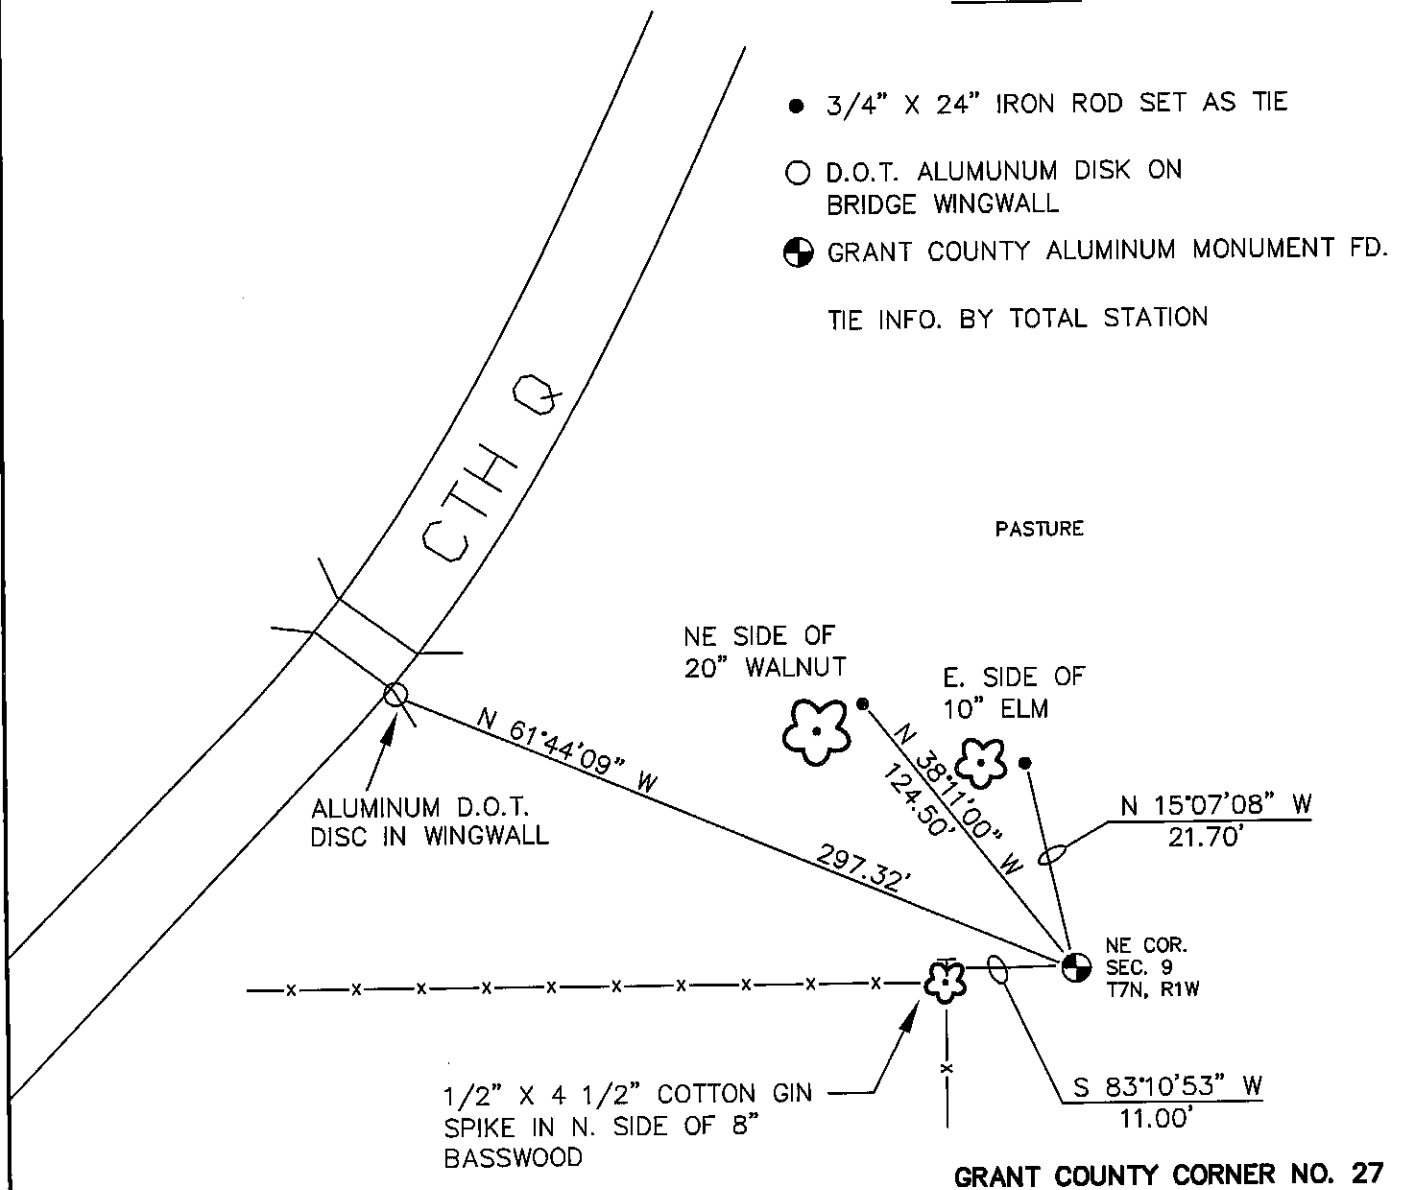 3/4" X 24" IRON ROD SET AS TIE
D.O.T. ALUMUNUM DISK ON
BRIDGE WINGWALL
GRANT COUNTY ALUMINUM MONUMENT FD.
TIE INFO. BY TOTAL STATION
CTH Q
PASTURE
NE SIDE OF
20" WALNUT
E. SIDE OF
10" ELM
N 61°44'09" W
297.32'
N 38°11'00" W
124.50'
N 15°07'08" W
21.70'
ALUMINUM D.O.T.
DISC IN WINGWALL
NE COR.
SEC. 9
T7N, R1W
1/2" X 4 1/2" COTTON GIN
SPIKE IN N. SIDE OF 8"
BASSWOOD
S 83°10'53" W
11.00'
GRANT COUNTY CORNER NO. 27